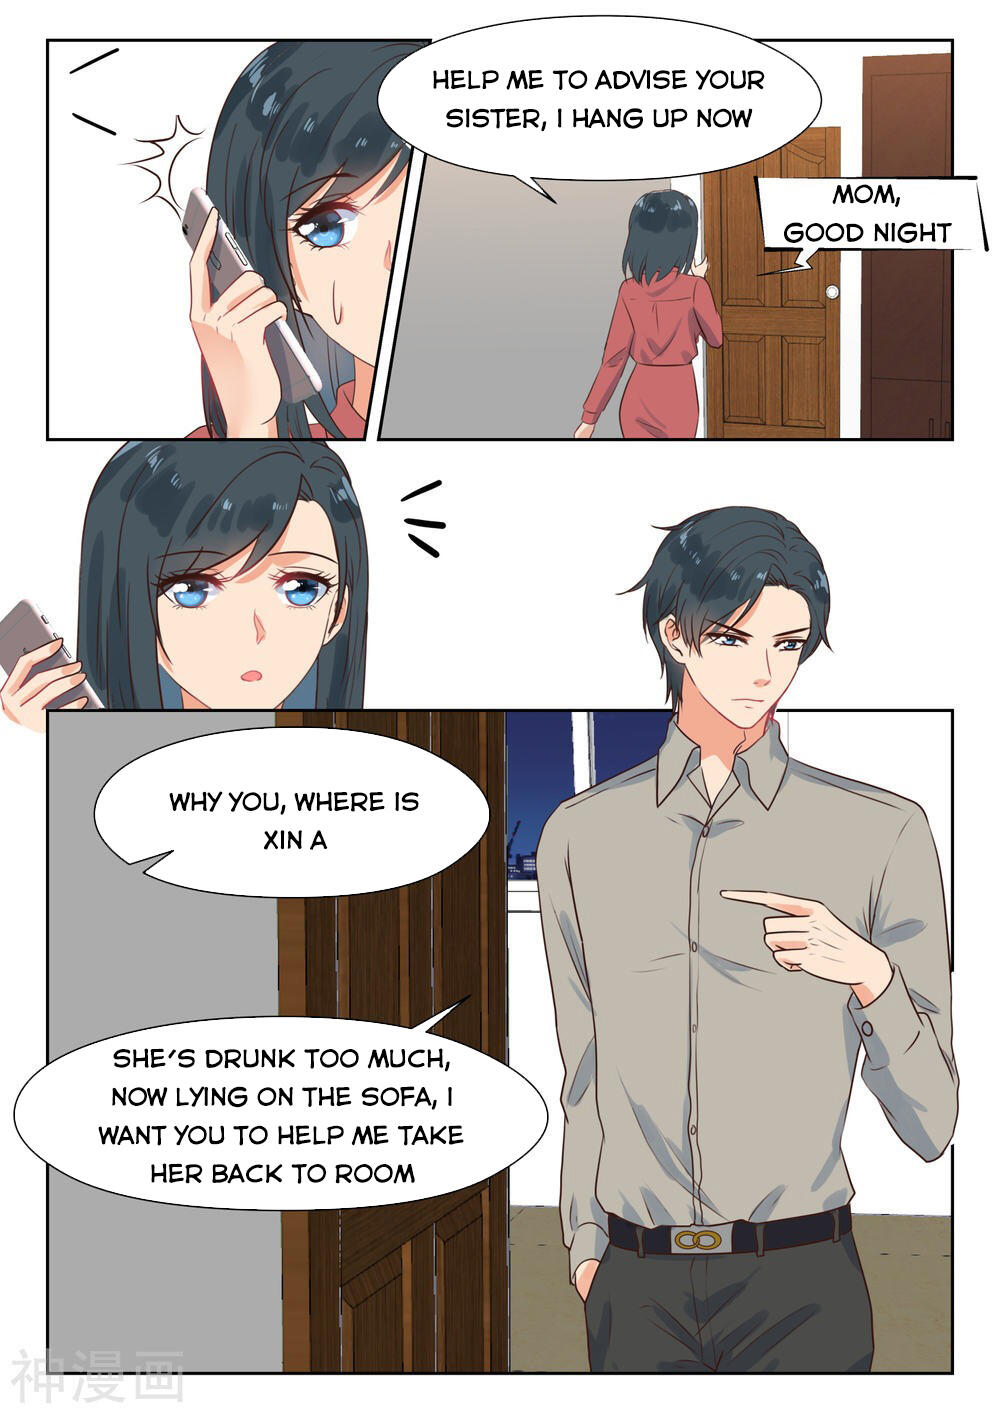 HELP ME TO ADVISE YOUR
SISTER, I HANG UP NOW
MOM,
GOOD NIGHT
WHY YOU, WHERE IS
XIN A
SHE'S DRUNK TOO MUCH,
NOW LYING ON THE SOFA, I
WANT YOU TO HELP ME TAKE
HER BACK TO ROOM
神漫画